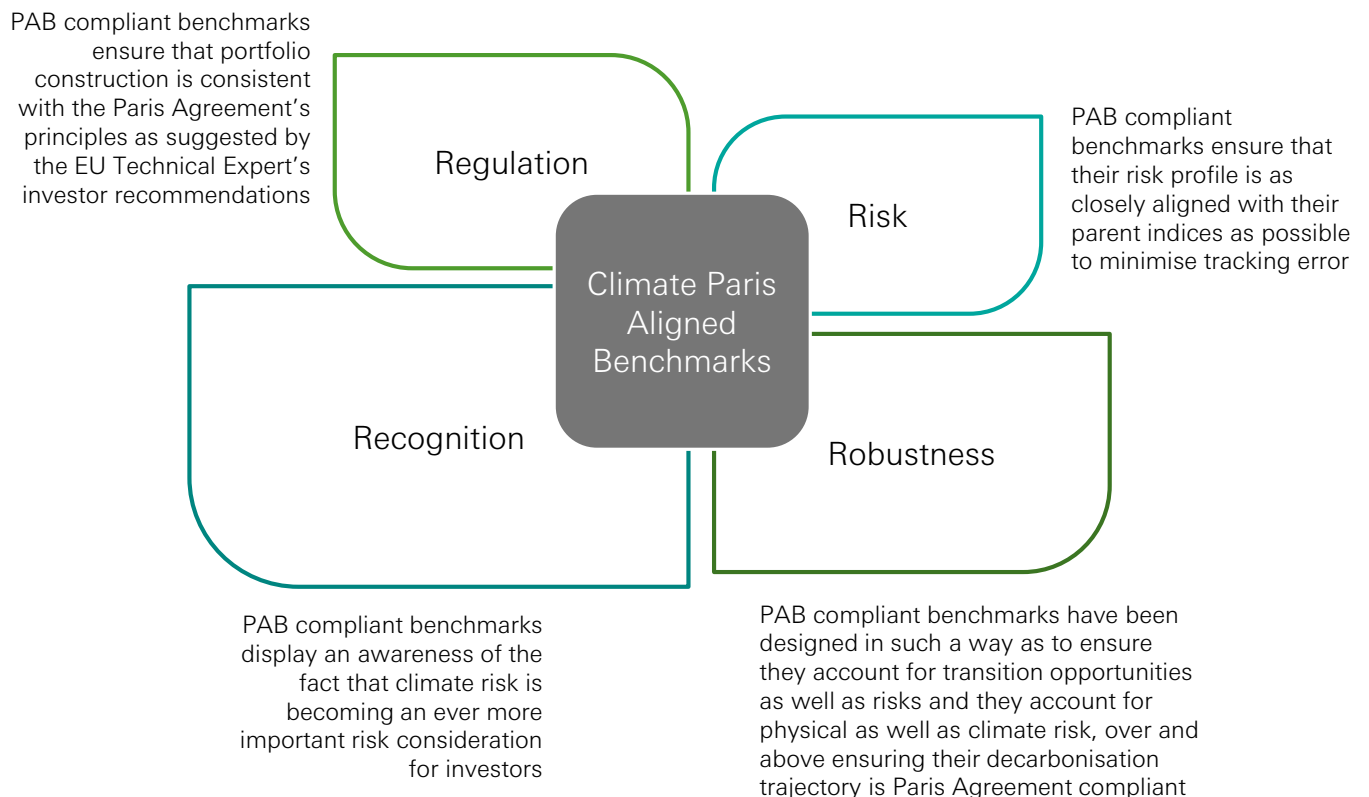 PAB compliant benchmarks
ensure that portfolio
construction is consistent
with the Paris Agreement's
principles as suggested by
the EU Technical Expert's
investor recommendations
Regulation
PAB compliant
benchmarks ensure that
their risk profile is as
closely aligned with their
parent indices as possible
to minimise tracking error
Risk
Climate Paris
Aligned
Benchmarks
Recognition
Robustness
PAB compliant benchmarks
display an awareness of the
fact that climate risk is
becoming an ever more
important risk consideration
for investors
PAB compliant benchmarks have been
designed in such a way as to ensure
they account for transition opportunities
as well as risks and they account for
physical as well as climate risk, over and
above ensuring their decarbonisation
trajectory is Paris Agreement compliant